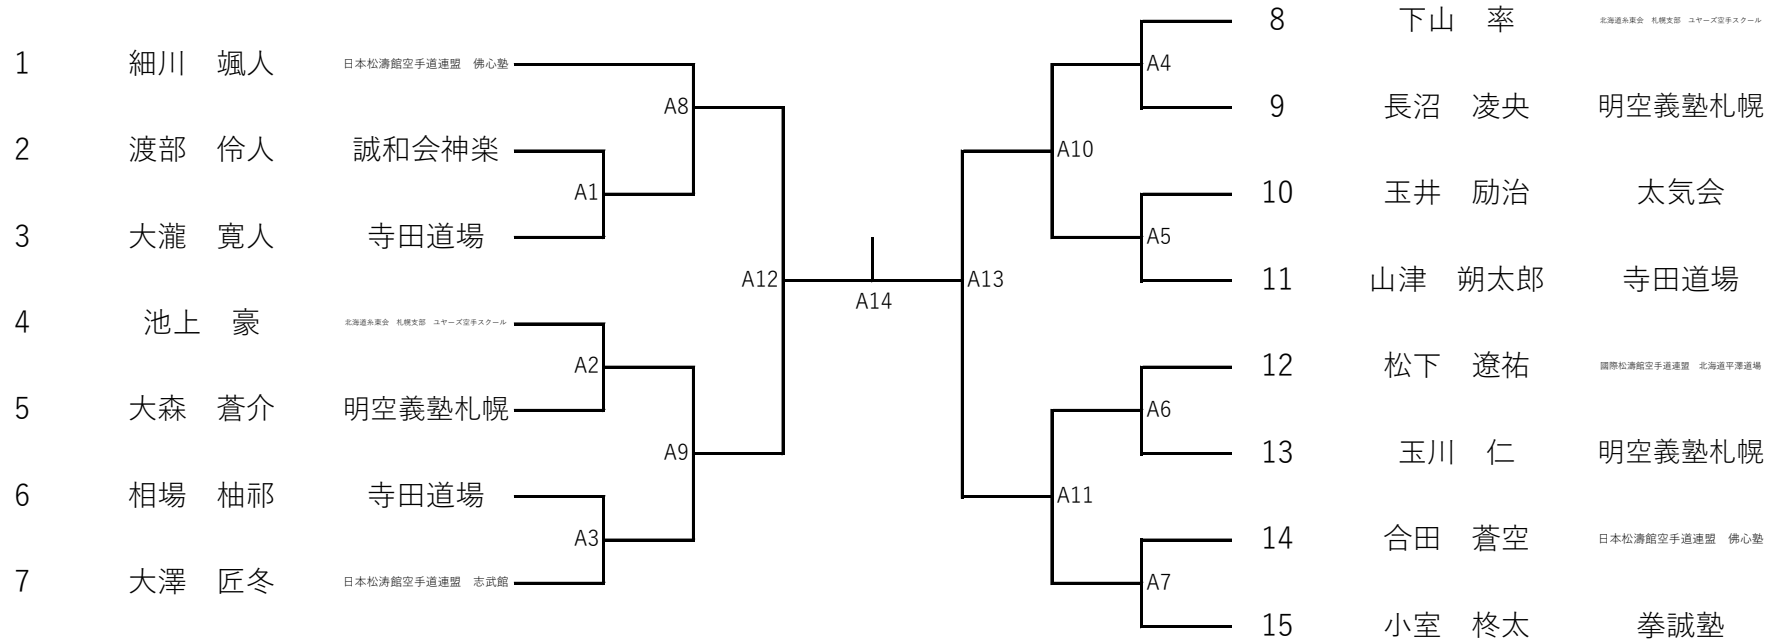 1 細川　颯人 日本松濤館空手道連盟　佛心塾
A8
2 渡部　伶人 誠和会神楽
A1
3 大瀧　寛人 寺田道場
A12
4 池上　豪 北海道糸東会　札幌支部　ユヤーズ空手スクール
A2
5 大森　蒼介 明空義塾札幌
A9
6 相場　柚祁 寺田道場
A3
7 大澤　匠冬 日本松涛館空手道連盟　志武館
A14
8 下山　率 北海道糸東会　札幌支部　ユヤーズ空手スクール
A4
9 長沼　凌央 明空義塾札幌
A10
10 玉井　励治 太気会
A5
11 山津　朔太郎 寺田道場
A13
12 松下　遼祐 國際松濤館空手道連盟　北海道平澤道場
A6
13 玉川　仁 明空義塾札幌
A11
14 合田　蒼空 日本松濤館空手道連盟　佛心塾
A7
15 小室　柊太 拳誠塾